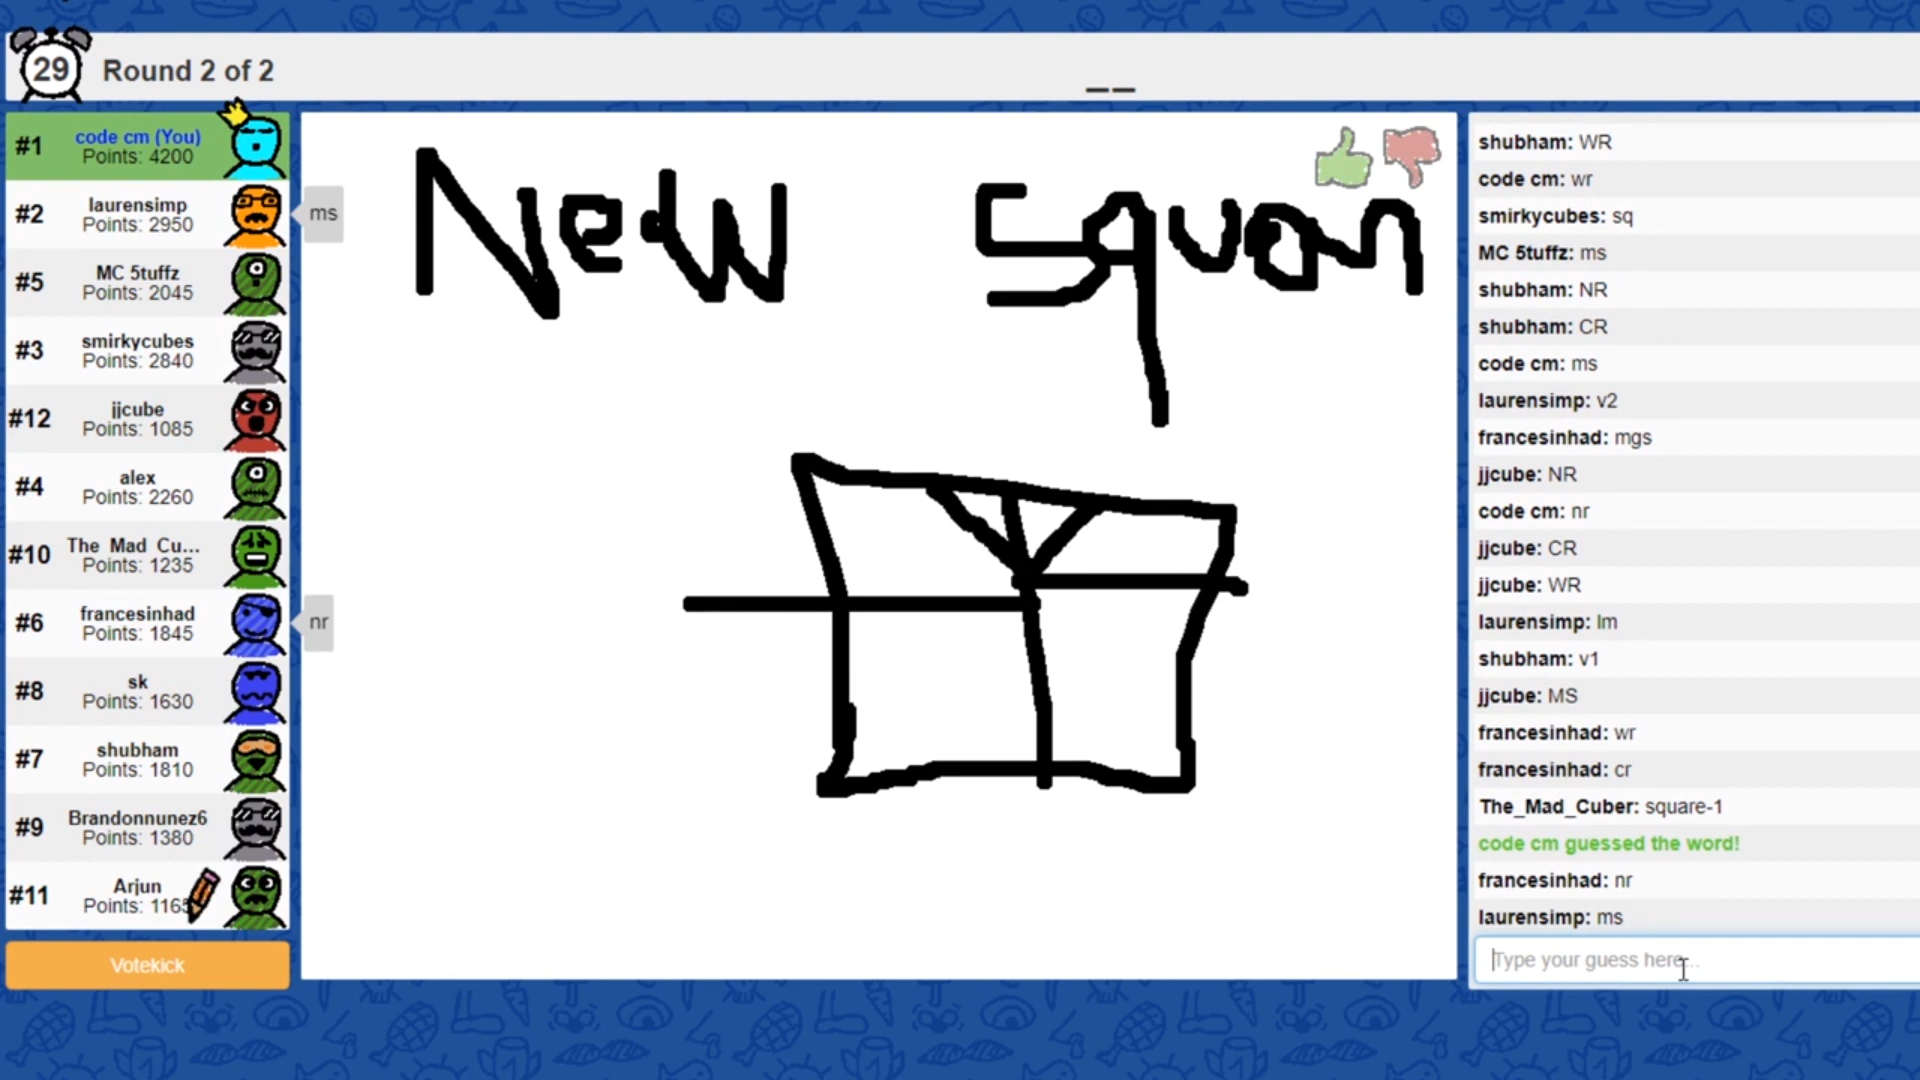 29 Round 2 of 2
__
#1 code cm (You)
Points: 4200
#2 laurensimp
Points: 2950
ms
#5 MC 5tuffz
Points: 2045
#3 smirkycubes
Points: 2840
#12 jjcube
Points: 1085
#4 alex
Points: 2260
#10 The_Mad_Cu...
Points: 1235
#6 francesinhad
Points: 1845
nr
#8 sk
Points: 1630
#7 shubham
Points: 1810
#9 Brandonnunez6
Points: 1380
#11 Arjun
Points: 1165
Votekick
New squan
shubham: WR
code cm: wr
smirkycubes: sq
MC 5tuffz: ms
shubham: NR
shubham: CR
code cm: ms
laurensimp: v2
francesinhad: mgs
jjcube: NR
code cm: nr
jjcube: CR
jjcube: WR
laurensimp: lm
shubham: v1
jjcube: MS
francesinhad: wr
francesinhad: cr
The_Mad_Cuber: square-1
code cm guessed the word!
francesinhad: nr
laurensimp: ms
Type your guess here...